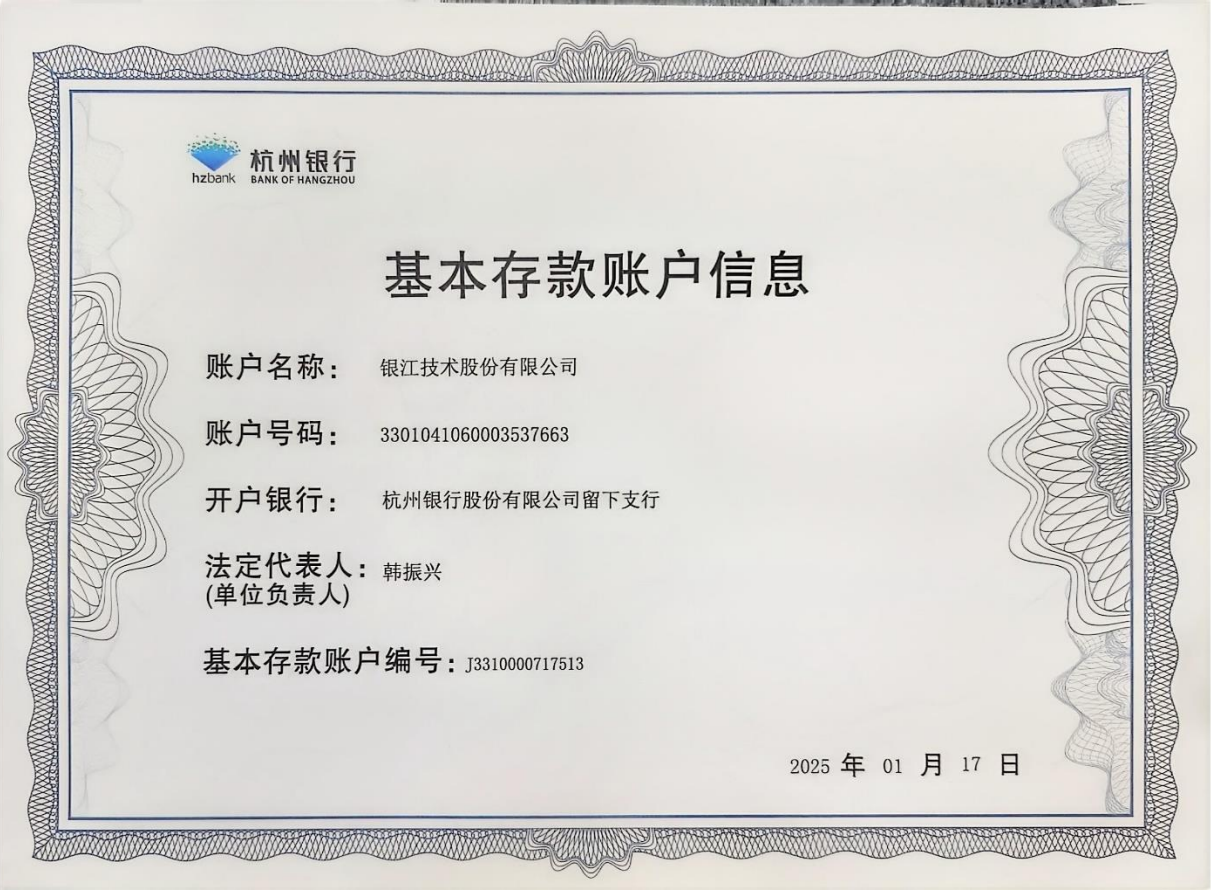 hzbank
杭州银行
BANK OF HANGZHOU
基本存款账户信息
账户名称： 银江技术股份有限公司
账户号码： 3301041060003537663
开户银行： 杭州银行股份有限公司留下支行
法定代表人： 韩振兴
(单位负责人)
基本存款账户编号：J3310000717513
2025 年 01 月 17 日